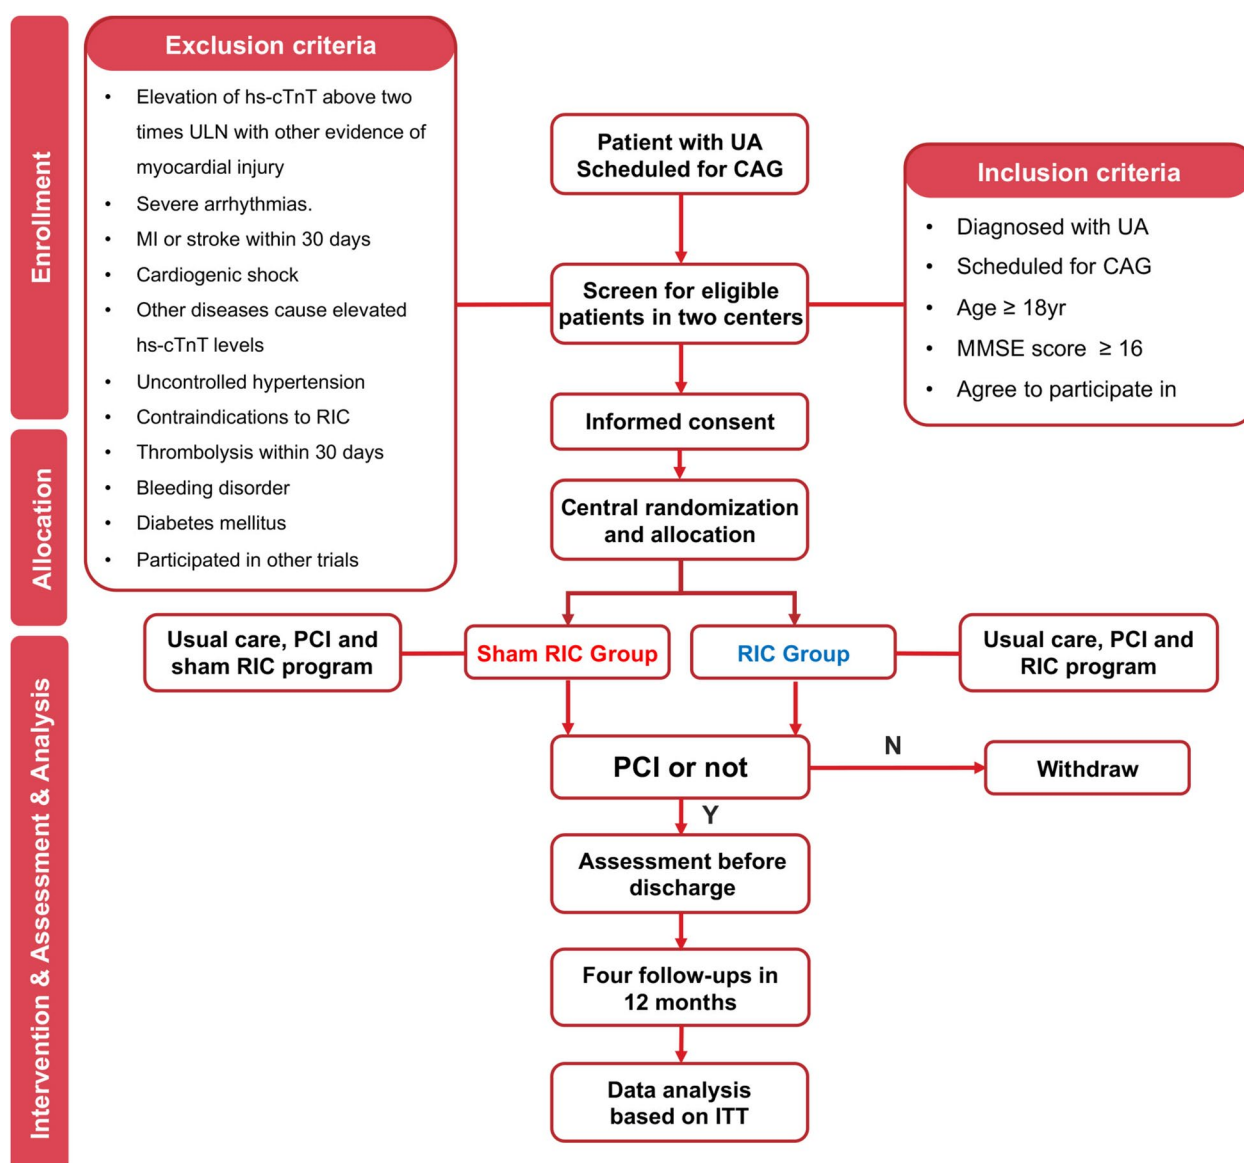 Enrollment
Exclusion criteria
• Elevation of hs-cTnT above two
times ULN with other evidence of
myocardial injury
• Severe arrhythmias.
• MI or stroke within 30 days
• Cardiogenic shock
• Other diseases cause elevated
hs-cTnT levels
• Uncontrolled hypertension
• Contraindications to RIC
• Thrombolysis within 30 days
• Bleeding disorder
• Diabetes mellitus
• Participated in other trials
Patient with UA
Scheduled for CAG
Screen for eligible
patients in two centers
Inclusion criteria
• Diagnosed with UA
• Scheduled for CAG
• Age ≥ 18yr
• MMSE score ≥ 16
• Agree to participate in
Informed consent
Allocation
Central randomization
and allocation
Intervention & Assessment & Analysis
Usual care, PCI and
sham RIC program
Sham RIC Group
RIC Group
Usual care, PCI and
RIC program
PCI or not
N
Withdraw
Y
Assessment before
discharge
Four follow-ups in
12 months
Data analysis
based on ITT